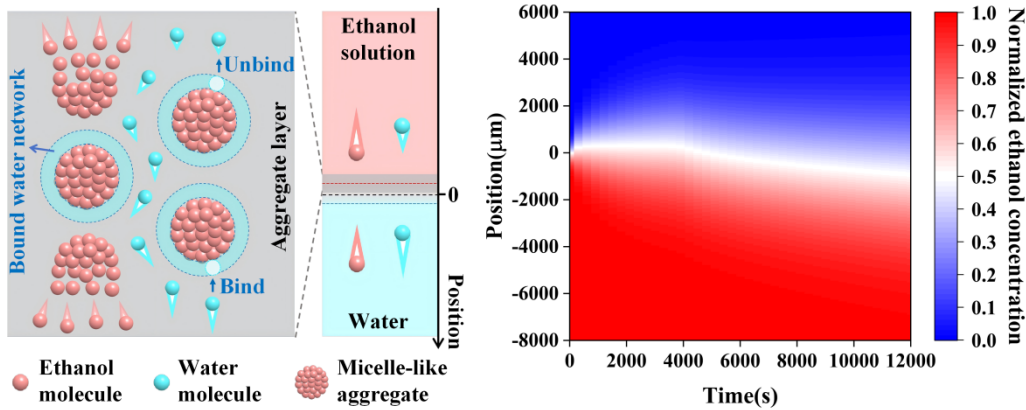 Unbind
Bound water network
Aggregate layer
Bind
Ethanol
solution
0
Water
Position
Ethanol
molecule
Water
molecule
Micelle-like
aggregate
6000
4000
2000
0
-2000
-4000
-6000
-8000
Position(μm)
0
2000
4000
6000
8000
10000
12000
Time(s)
1.0
0.9
0.8
0.7
0.6
0.5
0.4
0.3
0.2
0.1
0.0
Normalized ethanol concentration